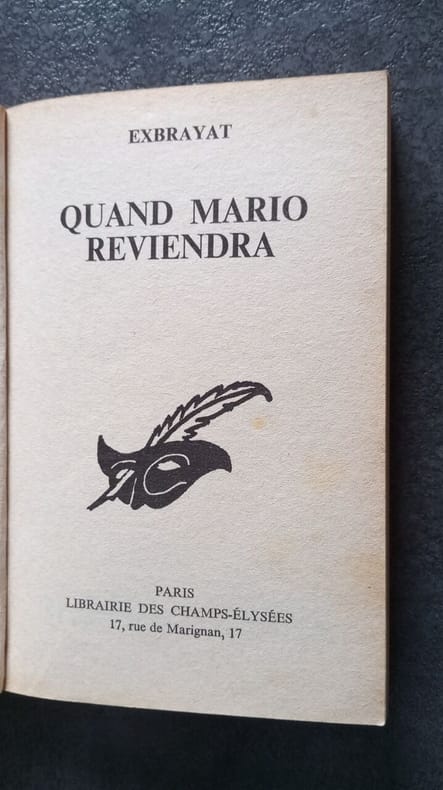 EXBRAYAT
QUAND MARIO
REVIENDRA
PARIS
LIBRAIRIE DES CHAMPS-ÉLYSÉES
17, rue de Marignan, 17